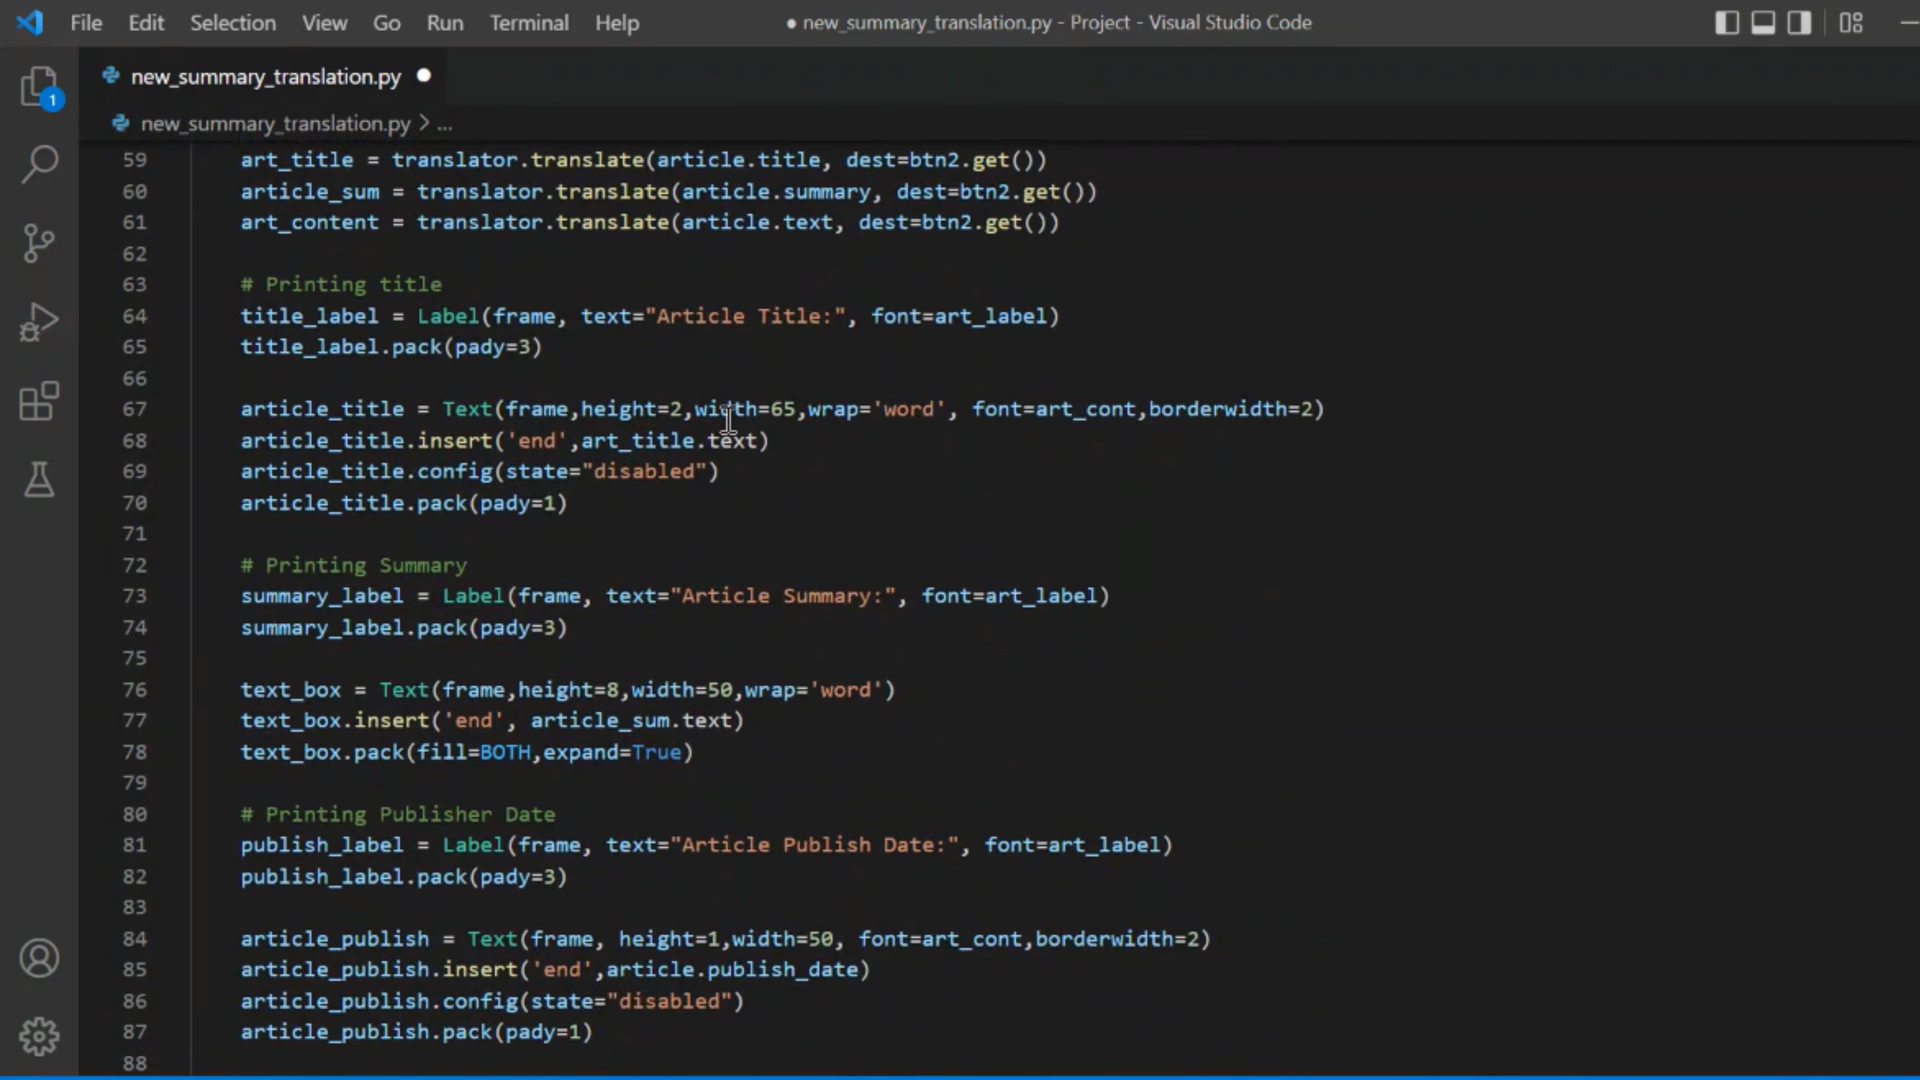 File Edit Selection View Go Run Terminal Help ● new_summary_translation.py - Project - Visual Studio Code
new_summary_translation.py ●
new_summary_translation.py > ...
1
59 art_title = translator.translate(article.title, dest=btn2.get())
60 article_sum = translator.translate(article.summary, dest=btn2.get())
61 art_content = translator.translate(article.text, dest=btn2.get())
62
63 # Printing title
64 title_label = Label(frame, text="Article Title:", font=art_label)
65 title_label.pack(pady=3)
66
67 article_title = Text(frame,height=2,width=65,wrap='word', font=art_cont,borderwidth=2)
68 article_title.insert('end',art_title.text)
69 article_title.config(state="disabled")
70 article_title.pack(pady=1)
71
72 # Printing Summary
73 summary_label = Label(frame, text="Article Summary:", font=art_label)
74 summary_label.pack(pady=3)
75
76 text_box = Text(frame,height=8,width=50,wrap='word')
77 text_box.insert('end', article_sum.text)
78 text_box.pack(fill=BOTH,expand=True)
79
80 # Printing Publisher Date
81 publish_label = Label(frame, text="Article Publish Date:", font=art_label)
82 publish_label.pack(pady=3)
83
84 article_publish = Text(frame, height=1,width=50, font=art_cont,borderwidth=2)
85 article_publish.insert('end',article.publish_date)
86 article_publish.config(state="disabled")
87 article_publish.pack(pady=1)
88